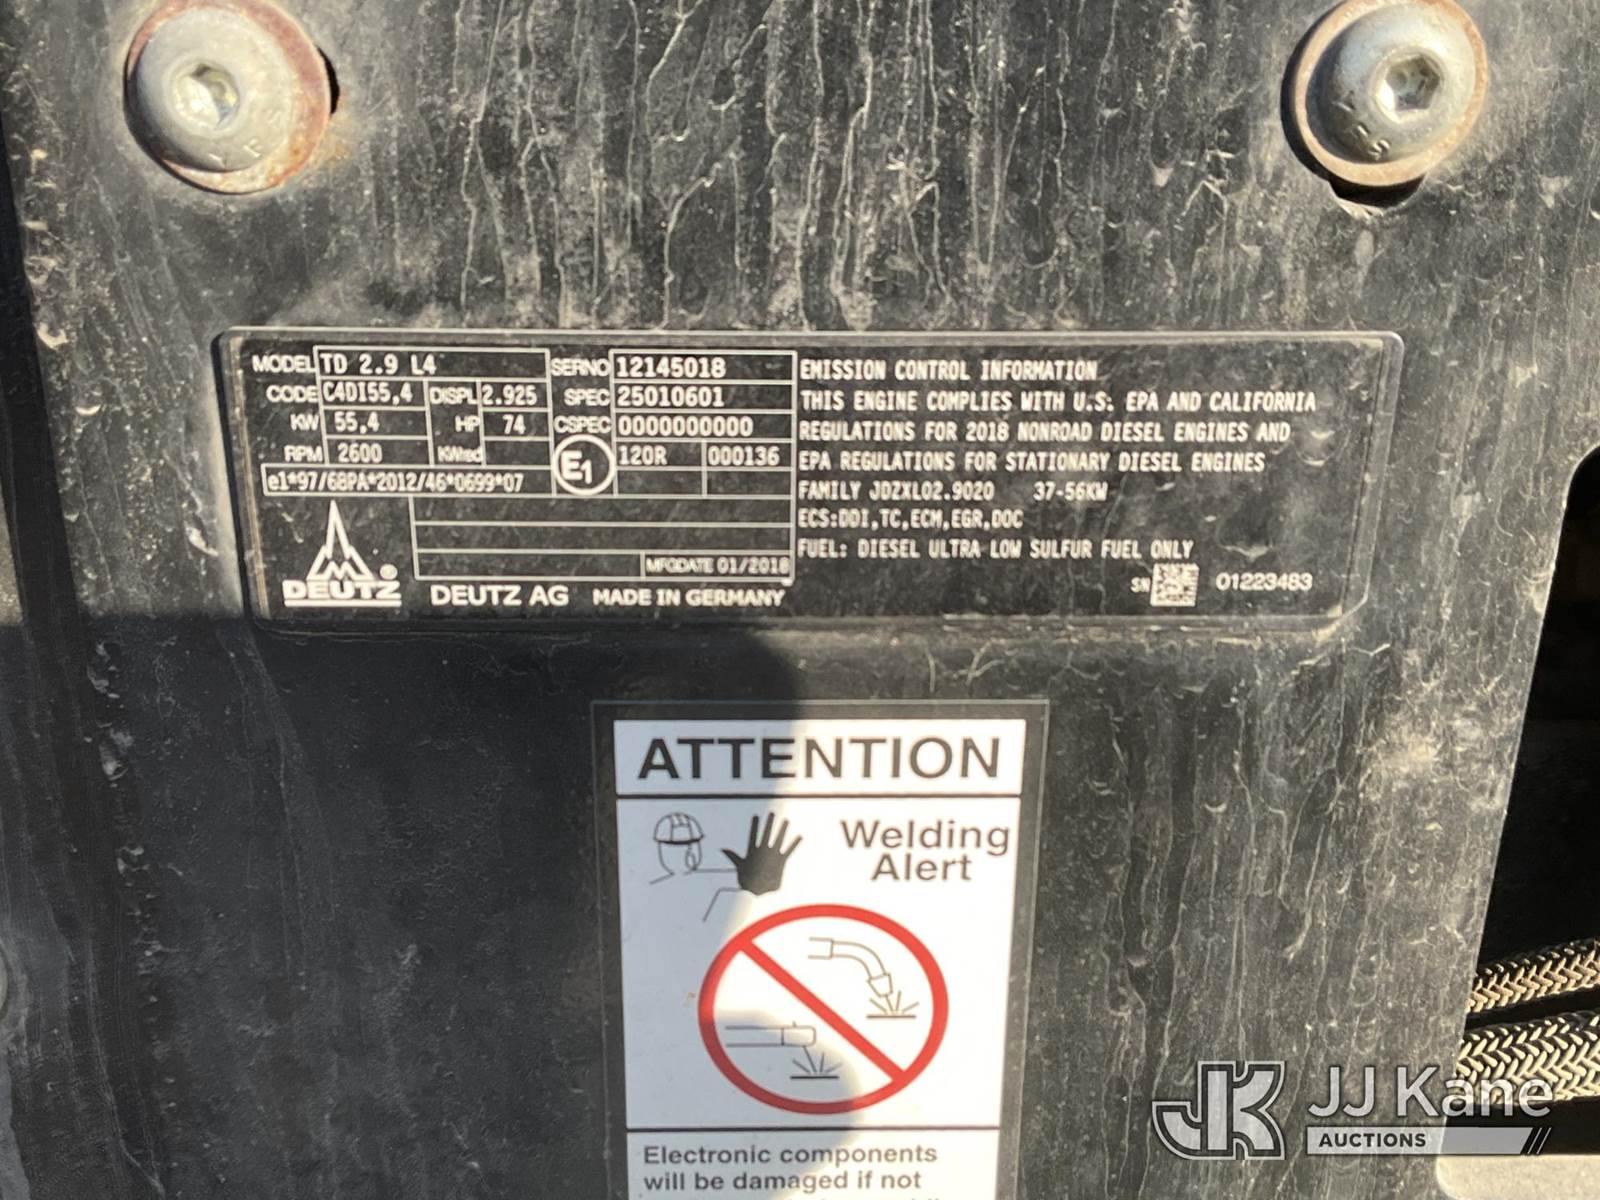 MODEL TD 2.9 L4 SERNO 12145018
CODE C4DI55,4 DISPL 2.925 SPEC 25010601
KW 55,4 HP 74 CSPEC 0000000000
RPM 2600 KWred E1 120R 000136
e1*97/68PA*2012/46*0699*07
MFGDATE 01/2018
DEUTZ® DEUTZ AG MADE IN GERMANY
EMISSION CONTROL INFORMATION
THIS ENGINE COMPLIES WITH U.S. EPA AND CALIFORNIA
REGULATIONS FOR 2018 NONROAD DIESEL ENGINES AND
EPA REGULATIONS FOR STATIONARY DIESEL ENGINES
FAMILY JDZXL02.9020 37-56KW
ECS:DDI,TC,ECM,EGR,DOC
FUEL: DIESEL ULTRA LOW SULFUR FUEL ONLY
SN 01223483
ATTENTION
Welding
Alert
Electronic components
will be damaged if not
JK JJ Kane
AUCTIONS